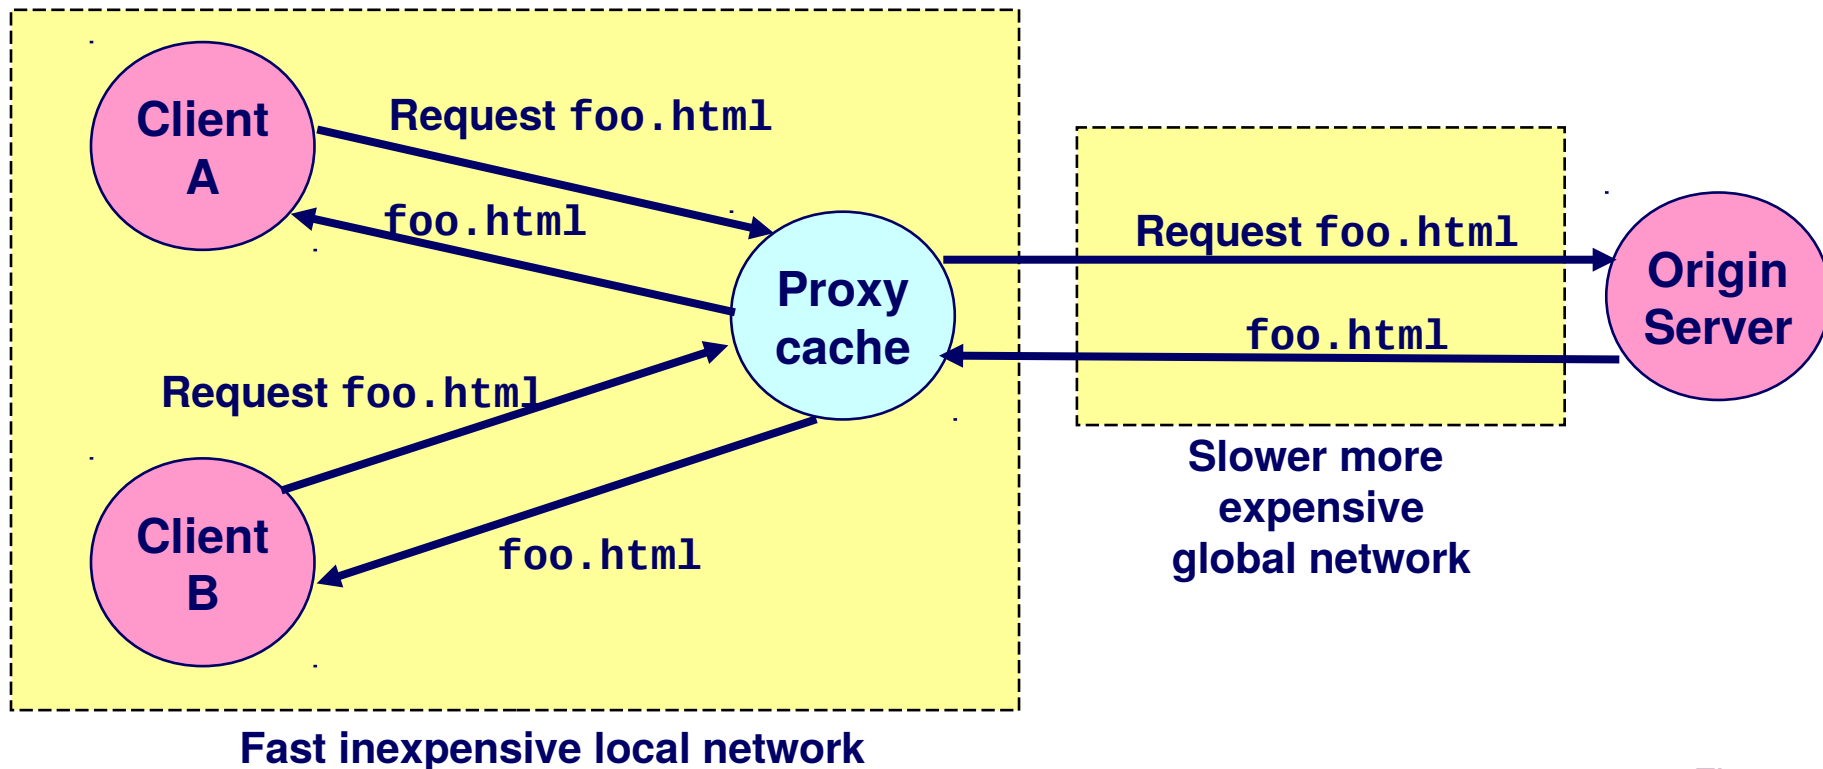 Client
A
Request foo.html
foo.html
Proxy
cache
Request foo.html
foo.html
Origin
Server
Request foo.html
Client
B
foo.html
Slower more
expensive
global network
Fast inexpensive local network